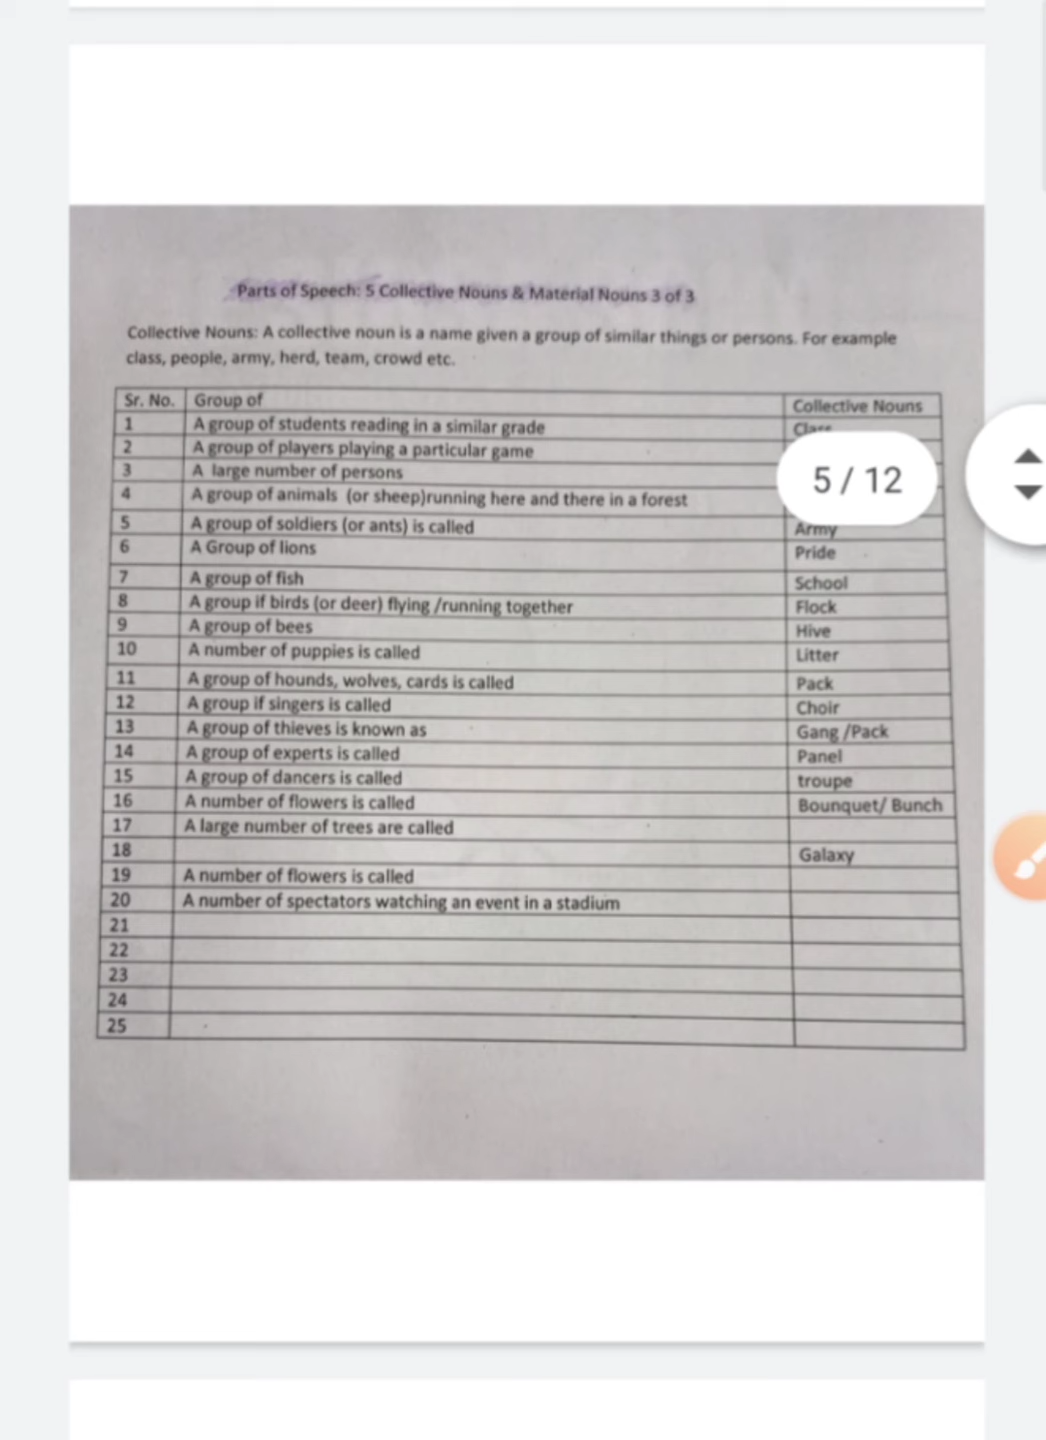 Parts of Speech: 5 Collective Nouns & Material Nouns 3 of 3
Collective Nouns: A collective noun is a name given a group of similar things or persons. For example
class, people, army, herd, team, crowd etc.
Sr. No. Group of Collective Nouns
1 A group of students reading in a similar grade Class
2 A group of players playing a particular game
3 A large number of persons
5 / 12
4 A group of animals (or sheep)running here and there in a forest
5 A group of soldiers (or ants) is called Army
6 A Group of lions Pride
7 A group of fish School
8 A group if birds (or deer) flying /running together Flock
9 A group of bees Hive
10 A number of puppies is called Litter
11 A group of hounds, wolves, cards is called Pack
12 A group if singers is called Choir
13 A group of thieves is known as Gang /Pack
14 A group of experts is called Panel
15 A group of dancers is called troupe
16 A number of flowers is called Bounquet/ Bunch
17 A large number of trees are called
18 Galaxy
19 A number of flowers is called
20 A number of spectators watching an event in a stadium
21
22
23
24
25